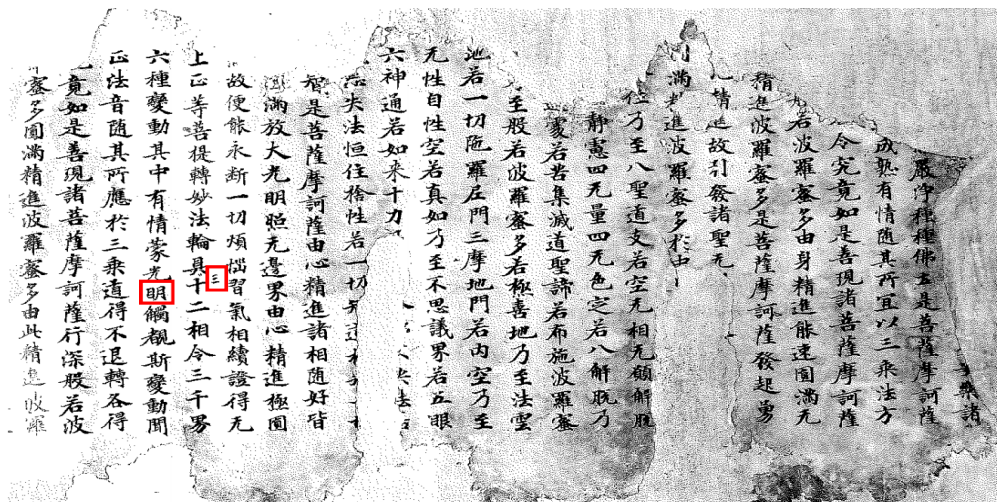 樂諸
嚴淨種種佛土是菩薩摩訶薩
成熟有情隨其所宜以三乘法方
令究竟如是善現諸菩薩摩訶薩
若波羅蜜多由身精進能速圓滿无
精進波羅蜜多是菩薩摩訶薩發起勇
精進故引發諸聖无
滿精進波羅蜜多於中
位乃至八聖道支若空无相无願解脫
靜慮四无量四无色定若八解脫乃
若苦集滅道聖諦若布施波羅蜜
至般若波羅蜜多若極喜地乃至法雲
地若一切陁羅尼門三摩地門若內空乃至
无性自性空若真如乃至不思議界若五眼
六神通若如來十力 法
忘失法恒住捨性若一切
智是菩薩摩訶薩由心精進諸相隨好皆
圓滿放大光明照无邊界由心精進極圓
故便能永斷一切煩惱習氣相續證得无
上正等菩提轉妙法輪具三十二相令三千界
六種變動其中有情蒙光明觸覩斯變動聞
正法音隨其所應於三乘道得不退轉各得
竟如是善現諸菩薩摩訶薩行深般若波
蜜多圓滿精進波羅蜜多由此精進波羅